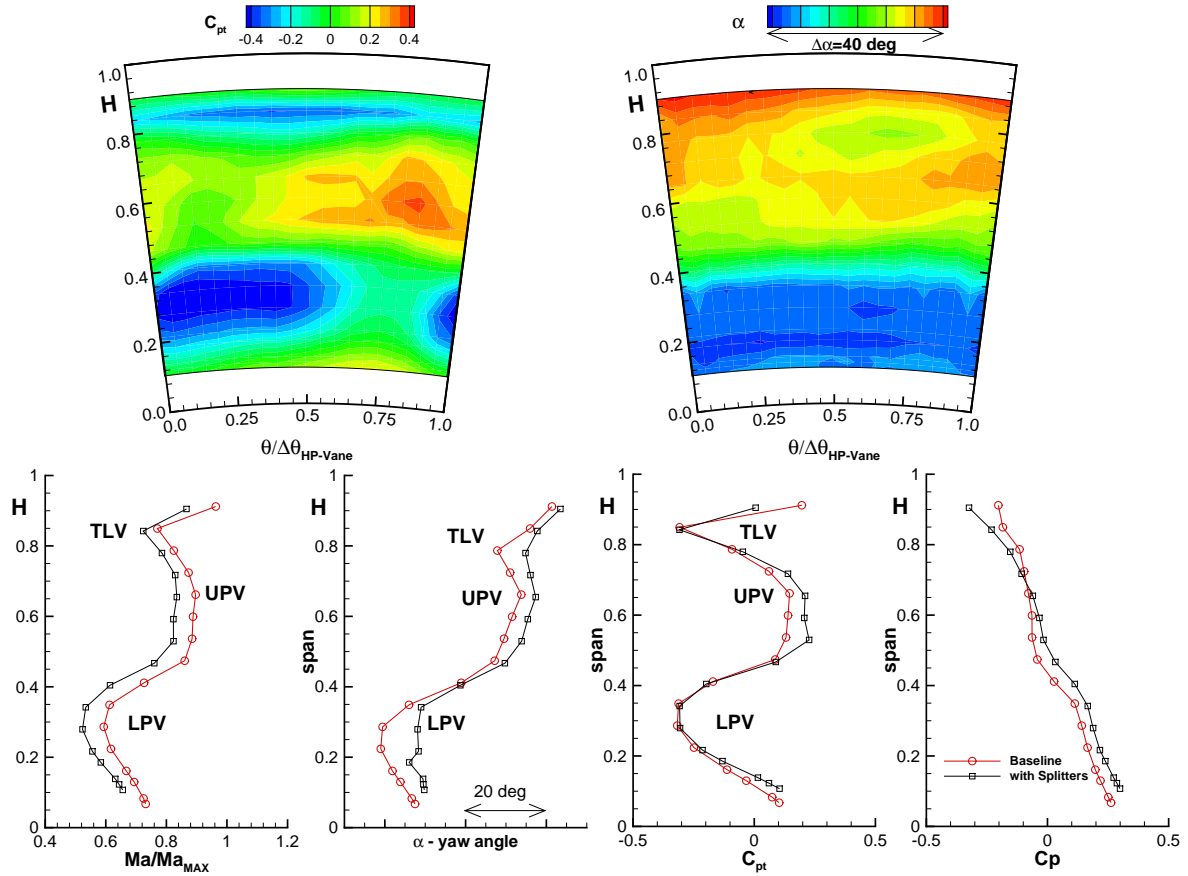 C_pt
-0.4 -0.2 0 0.2 0.4
α
Δα=40 deg
1.0
H
0.8
0.6
0.4
0.2
0.0
0.0 0.25 0.5 0.75 1.0
θ/Δθ_HP-Vane
1.0
H
0.8
0.6
0.4
0.2
0.0
0.0 0.25 0.50 0.75 1.0
θ/Δθ_HP-Vane
1
H
0.8
0.6
0.4
0.2
0
TLV
UPV
LPV
0.4 0.6 0.8 1 1.2
Ma/Ma_MAX
1
H
0.8
0.6
span
0.4
0.2
0
TLV
UPV
LPV
20 deg
α - yaw angle
1
H
0.8
0.6
span
0.4
0.2
0
TLV
UPV
LPV
-0.5 0 0.5
C_pt
1
H
0.8
0.6
span
0.4
0.2
0
Baseline
with Splitters
-0.5 0 0.5
Cp